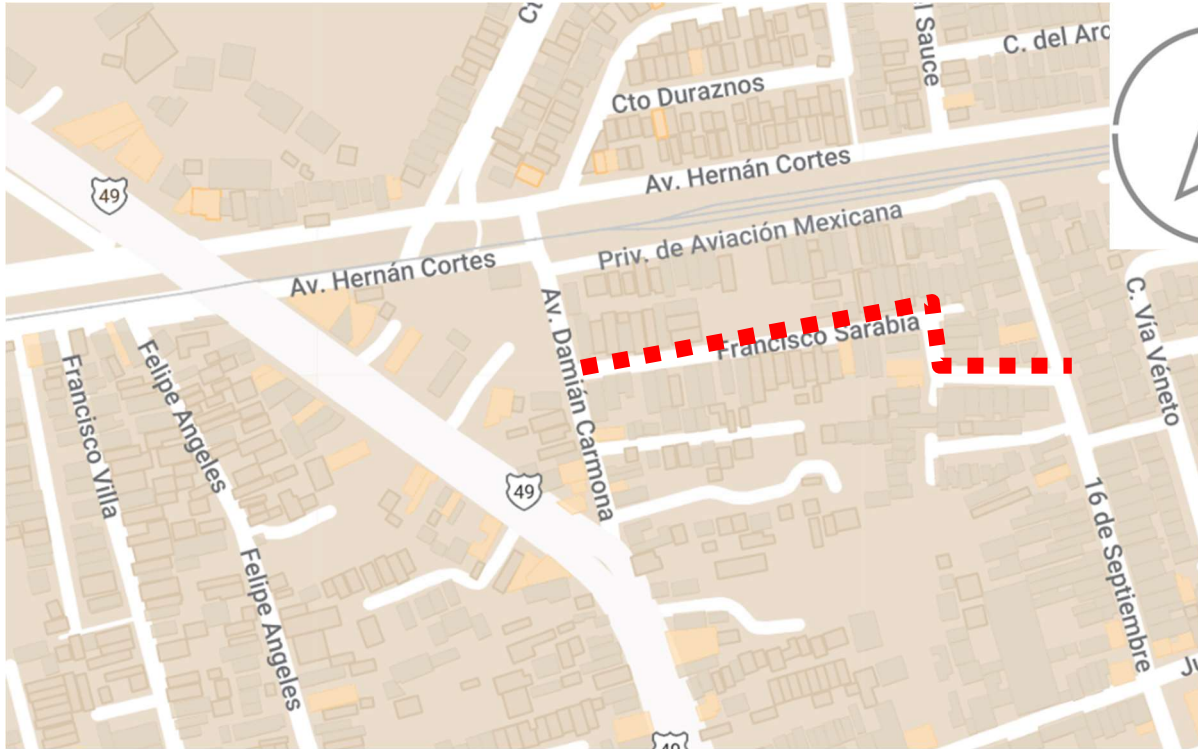 Sauce
C. del Arc
Cto Duraznos
Av. Hernán Cortes
49
Priv. de Aviación Mexicana
Av. Hernán Cortes
C. Vía Véneto
Av. Damián Carmona
Francisco Sarabia
Felipe Angeles
Francisco Villa
49
16 de Septiembre
Felipe Angeles
49